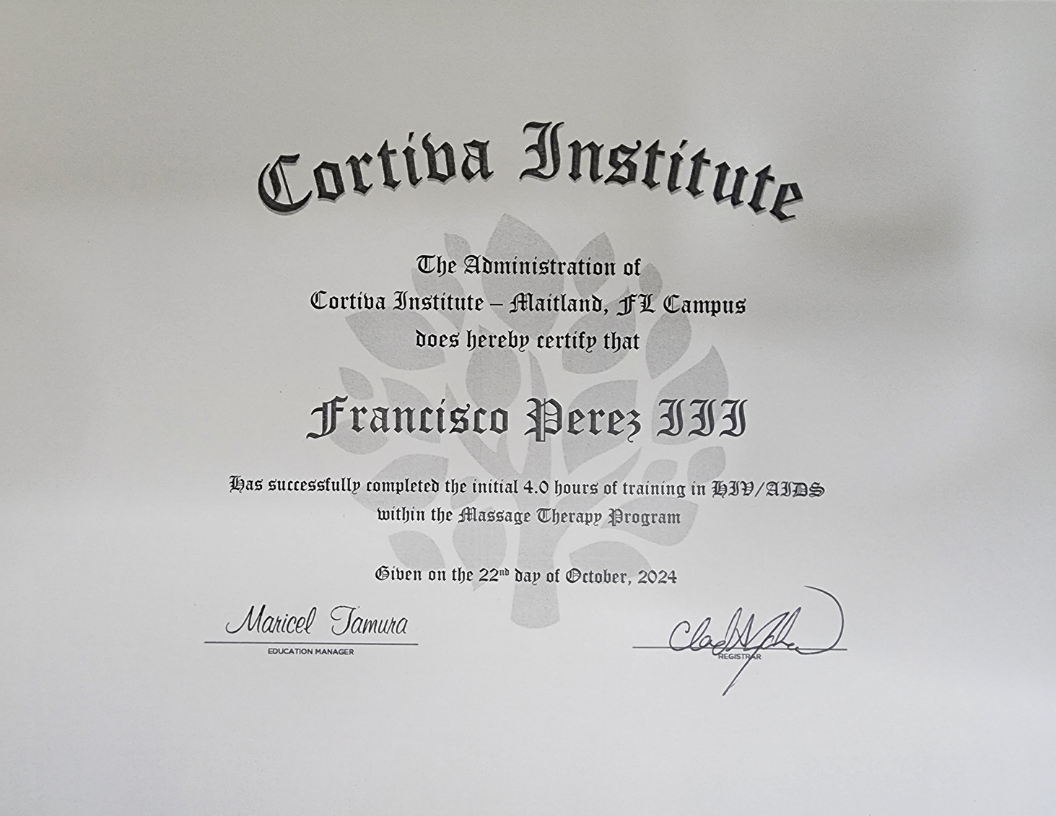 Cortiva Institute
The Administration of
Cortiva Institute – Maitland, FL Campus
does hereby certify that
Francisco Perez III
Has successfully completed the initial 4.0 hours of training in HIV/AIDS
within the Massage Therapy Program
Given on the 22nd day of October, 2024
Maricel Tamura
EDUCATION MANAGER
REGISTRAR